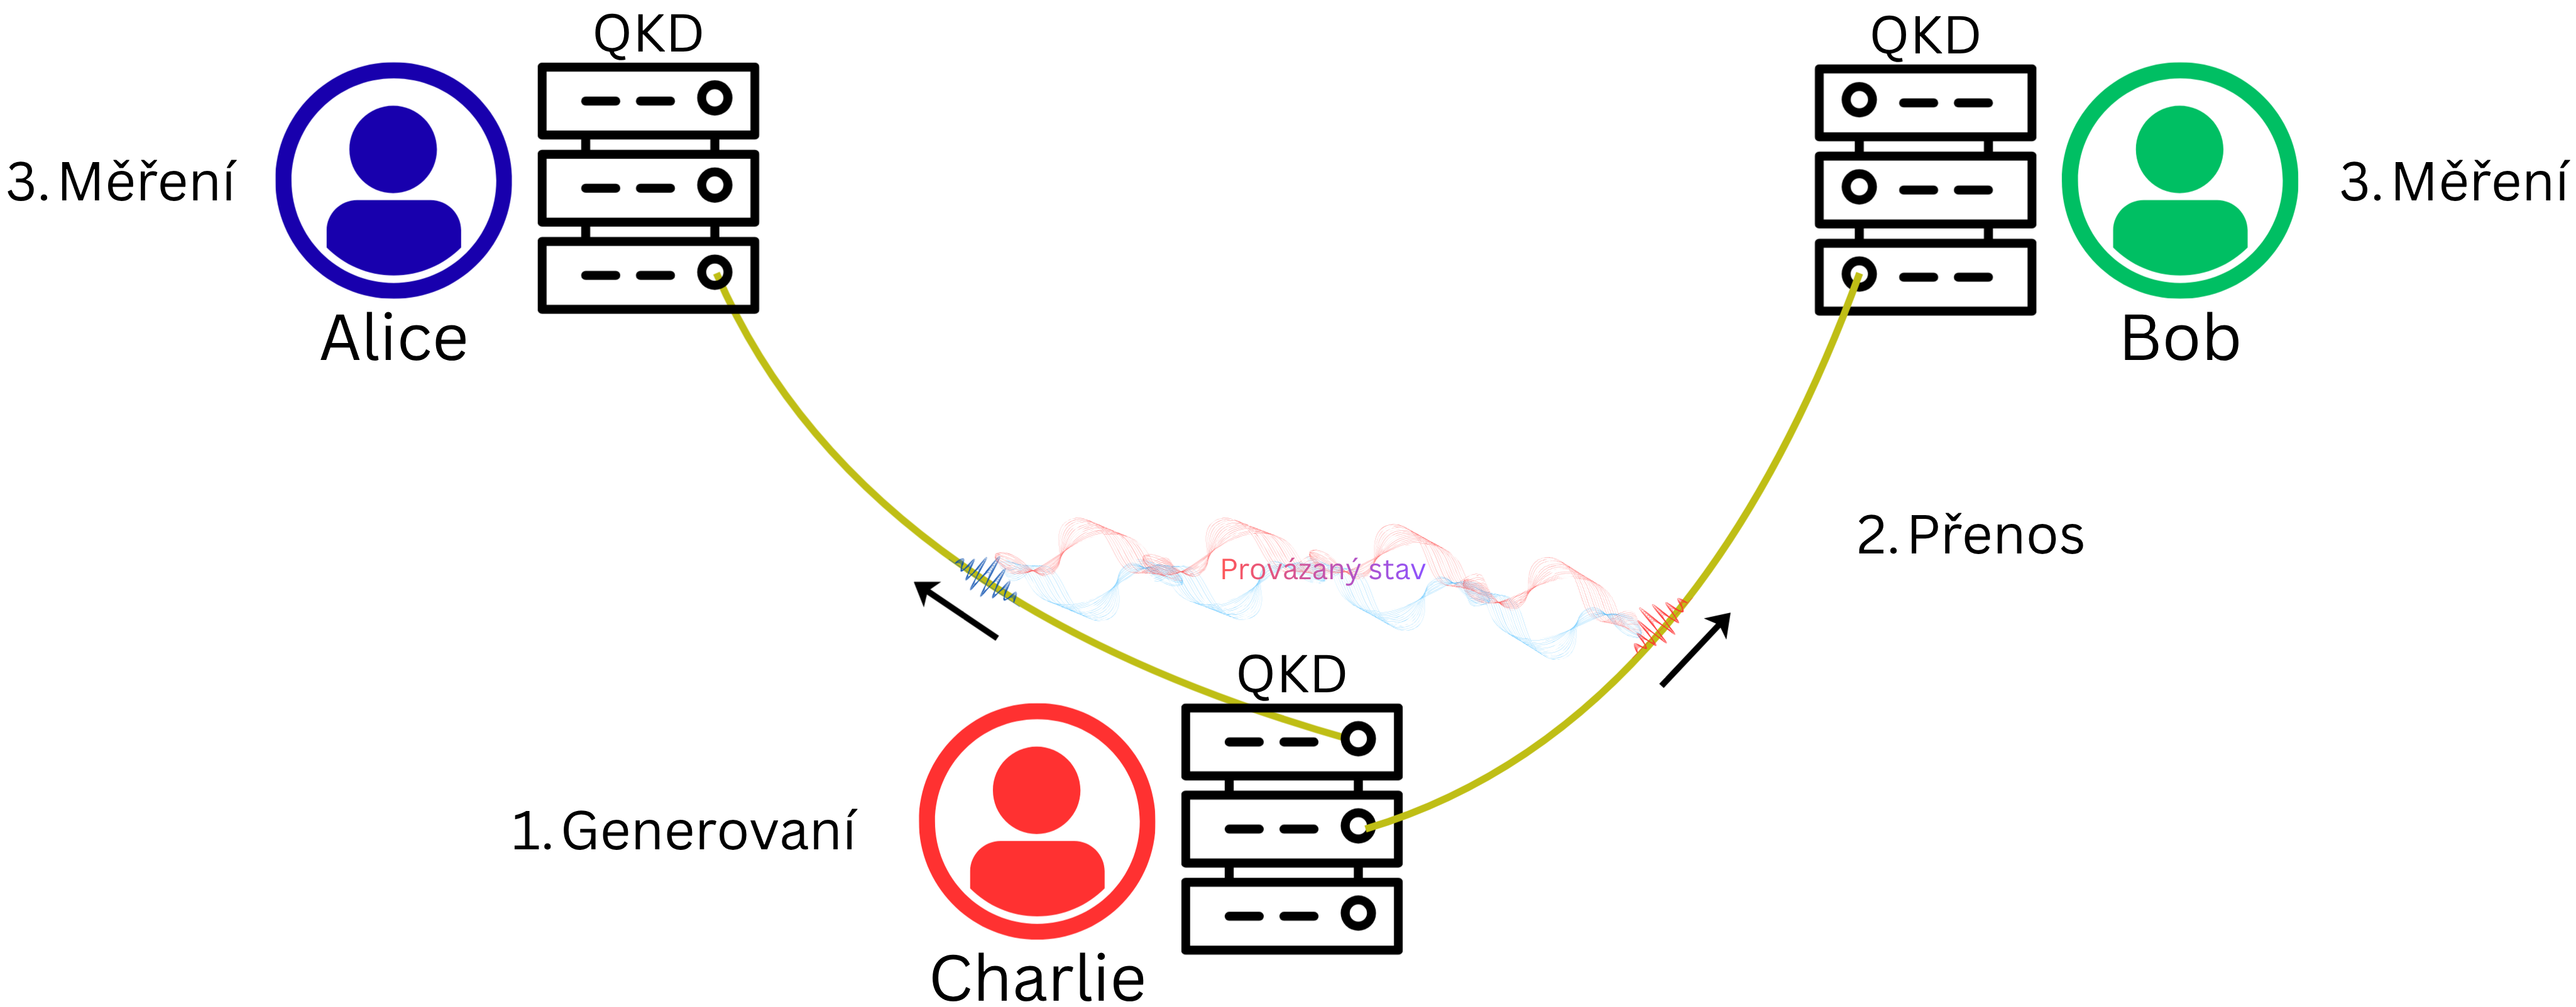 QKD
QKD
3. Měření
3. Měření
Alice
Bob
2. Přenos
Provázaný stav
QKD
1. Generovaní
Charlie